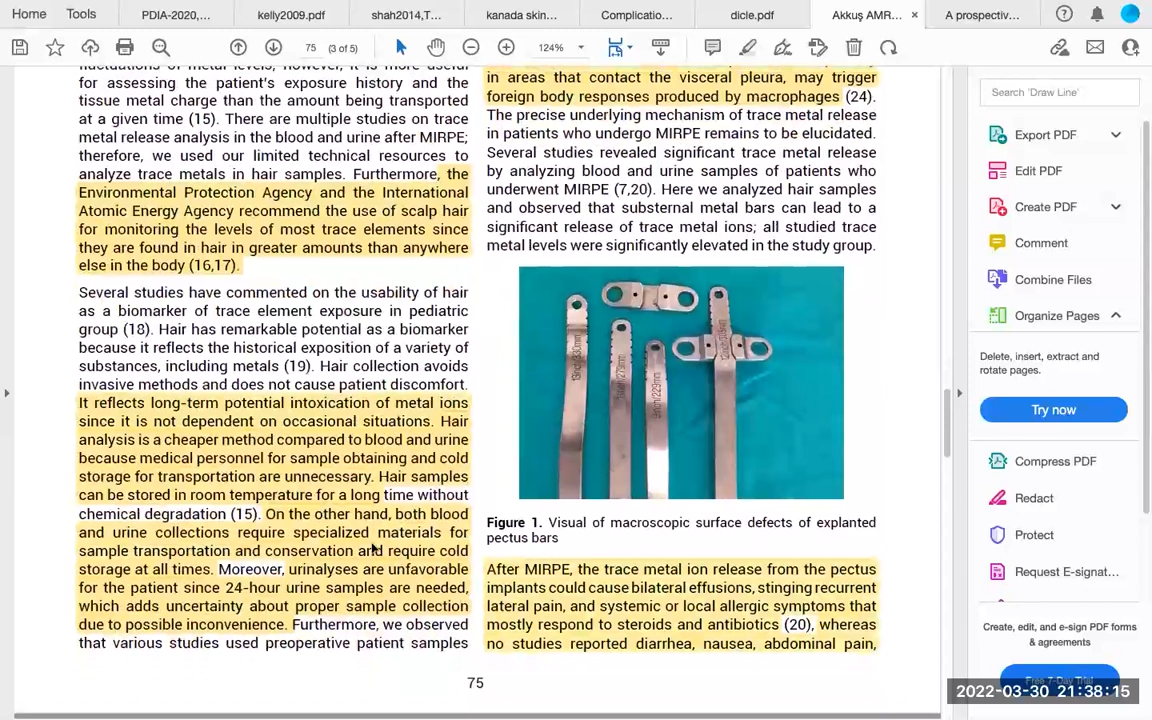 Home
Tools
PDIA-2020,...
kelly2009.pdf
shah2014,T...
kanada skin...
Complicatio...
dicle.pdf
Akkuş AMR...
A prospectiv...
75
(3 of 5)
124%
for assessing the patient's exposure history and the
tissue metal charge than the amount being transported
at a given time (15). There are multiple studies on trace
metal release analysis in the blood and urine after MIRPE;
therefore, we used our limited technical resources to
analyze trace metals in hair samples. Furthermore, the
Environmental Protection Agency and the International
Atomic Energy Agency recommend the use of scalp hair
for monitoring the levels of most trace elements since
they are found in hair in greater amounts than anywhere
else in the body (16,17).
Several studies have commented on the usability of hair
as a biomarker of trace element exposure in pediatric
group (18). Hair has remarkable potential as a biomarker
because it reflects the historical exposition of a variety of
substances, including metals (19). Hair collection avoids
invasive methods and does not cause patient discomfort.
It reflects long-term potential intoxication of metal ions
since it is not dependent on occasional situations. Hair
analysis is a cheaper method compared to blood and urine
because medical personnel for sample obtaining and cold
storage for transportation are unnecessary. Hair samples
can be stored in room temperature for a long time without
chemical degradation (15). On the other hand, both blood
and urine collections require specialized materials for
sample transportation and conservation and require cold
storage at all times. Moreover, urinalyses are unfavorable
for the patient since 24-hour urine samples are needed,
which adds uncertainty about proper sample collection
due to possible inconvenience. Furthermore, we observed
that various studies used preoperative patient samples
in areas that contact the visceral pleura, may trigger
foreign body responses produced by macrophages (24).
The precise underlying mechanism of trace metal release
in patients who undergo MIRPE remains to be elucidated.
Several studies revealed significant trace metal release
by analyzing blood and urine samples of patients who
underwent MIRPE (7,20). Here we analyzed hair samples
and observed that substernal metal bars can lead to a
significant release of trace metal ions; all studied trace
metal levels were significantly elevated in the study group.
Figure 1. Visual of macroscopic surface defects of explanted
pectus bars
After MIRPE, the trace metal ion release from the pectus
implants could cause bilateral effusions, stinging recurrent
lateral pain, and systemic or local allergic symptoms that
mostly respond to steroids and antibiotics (20), whereas
no studies reported diarrhea, nausea, abdominal pain,
75
Search 'Draw Line'
Export PDF
Edit PDF
Create PDF
Comment
Combine Files
Organize Pages
Delete, insert, extract and
rotate pages.
Try now
Compress PDF
Redact
Protect
Request E-signat...
Create, edit, and e-sign PDF forms
& agreements
Free 7-Day Trial
2022-03-30 21:38:15